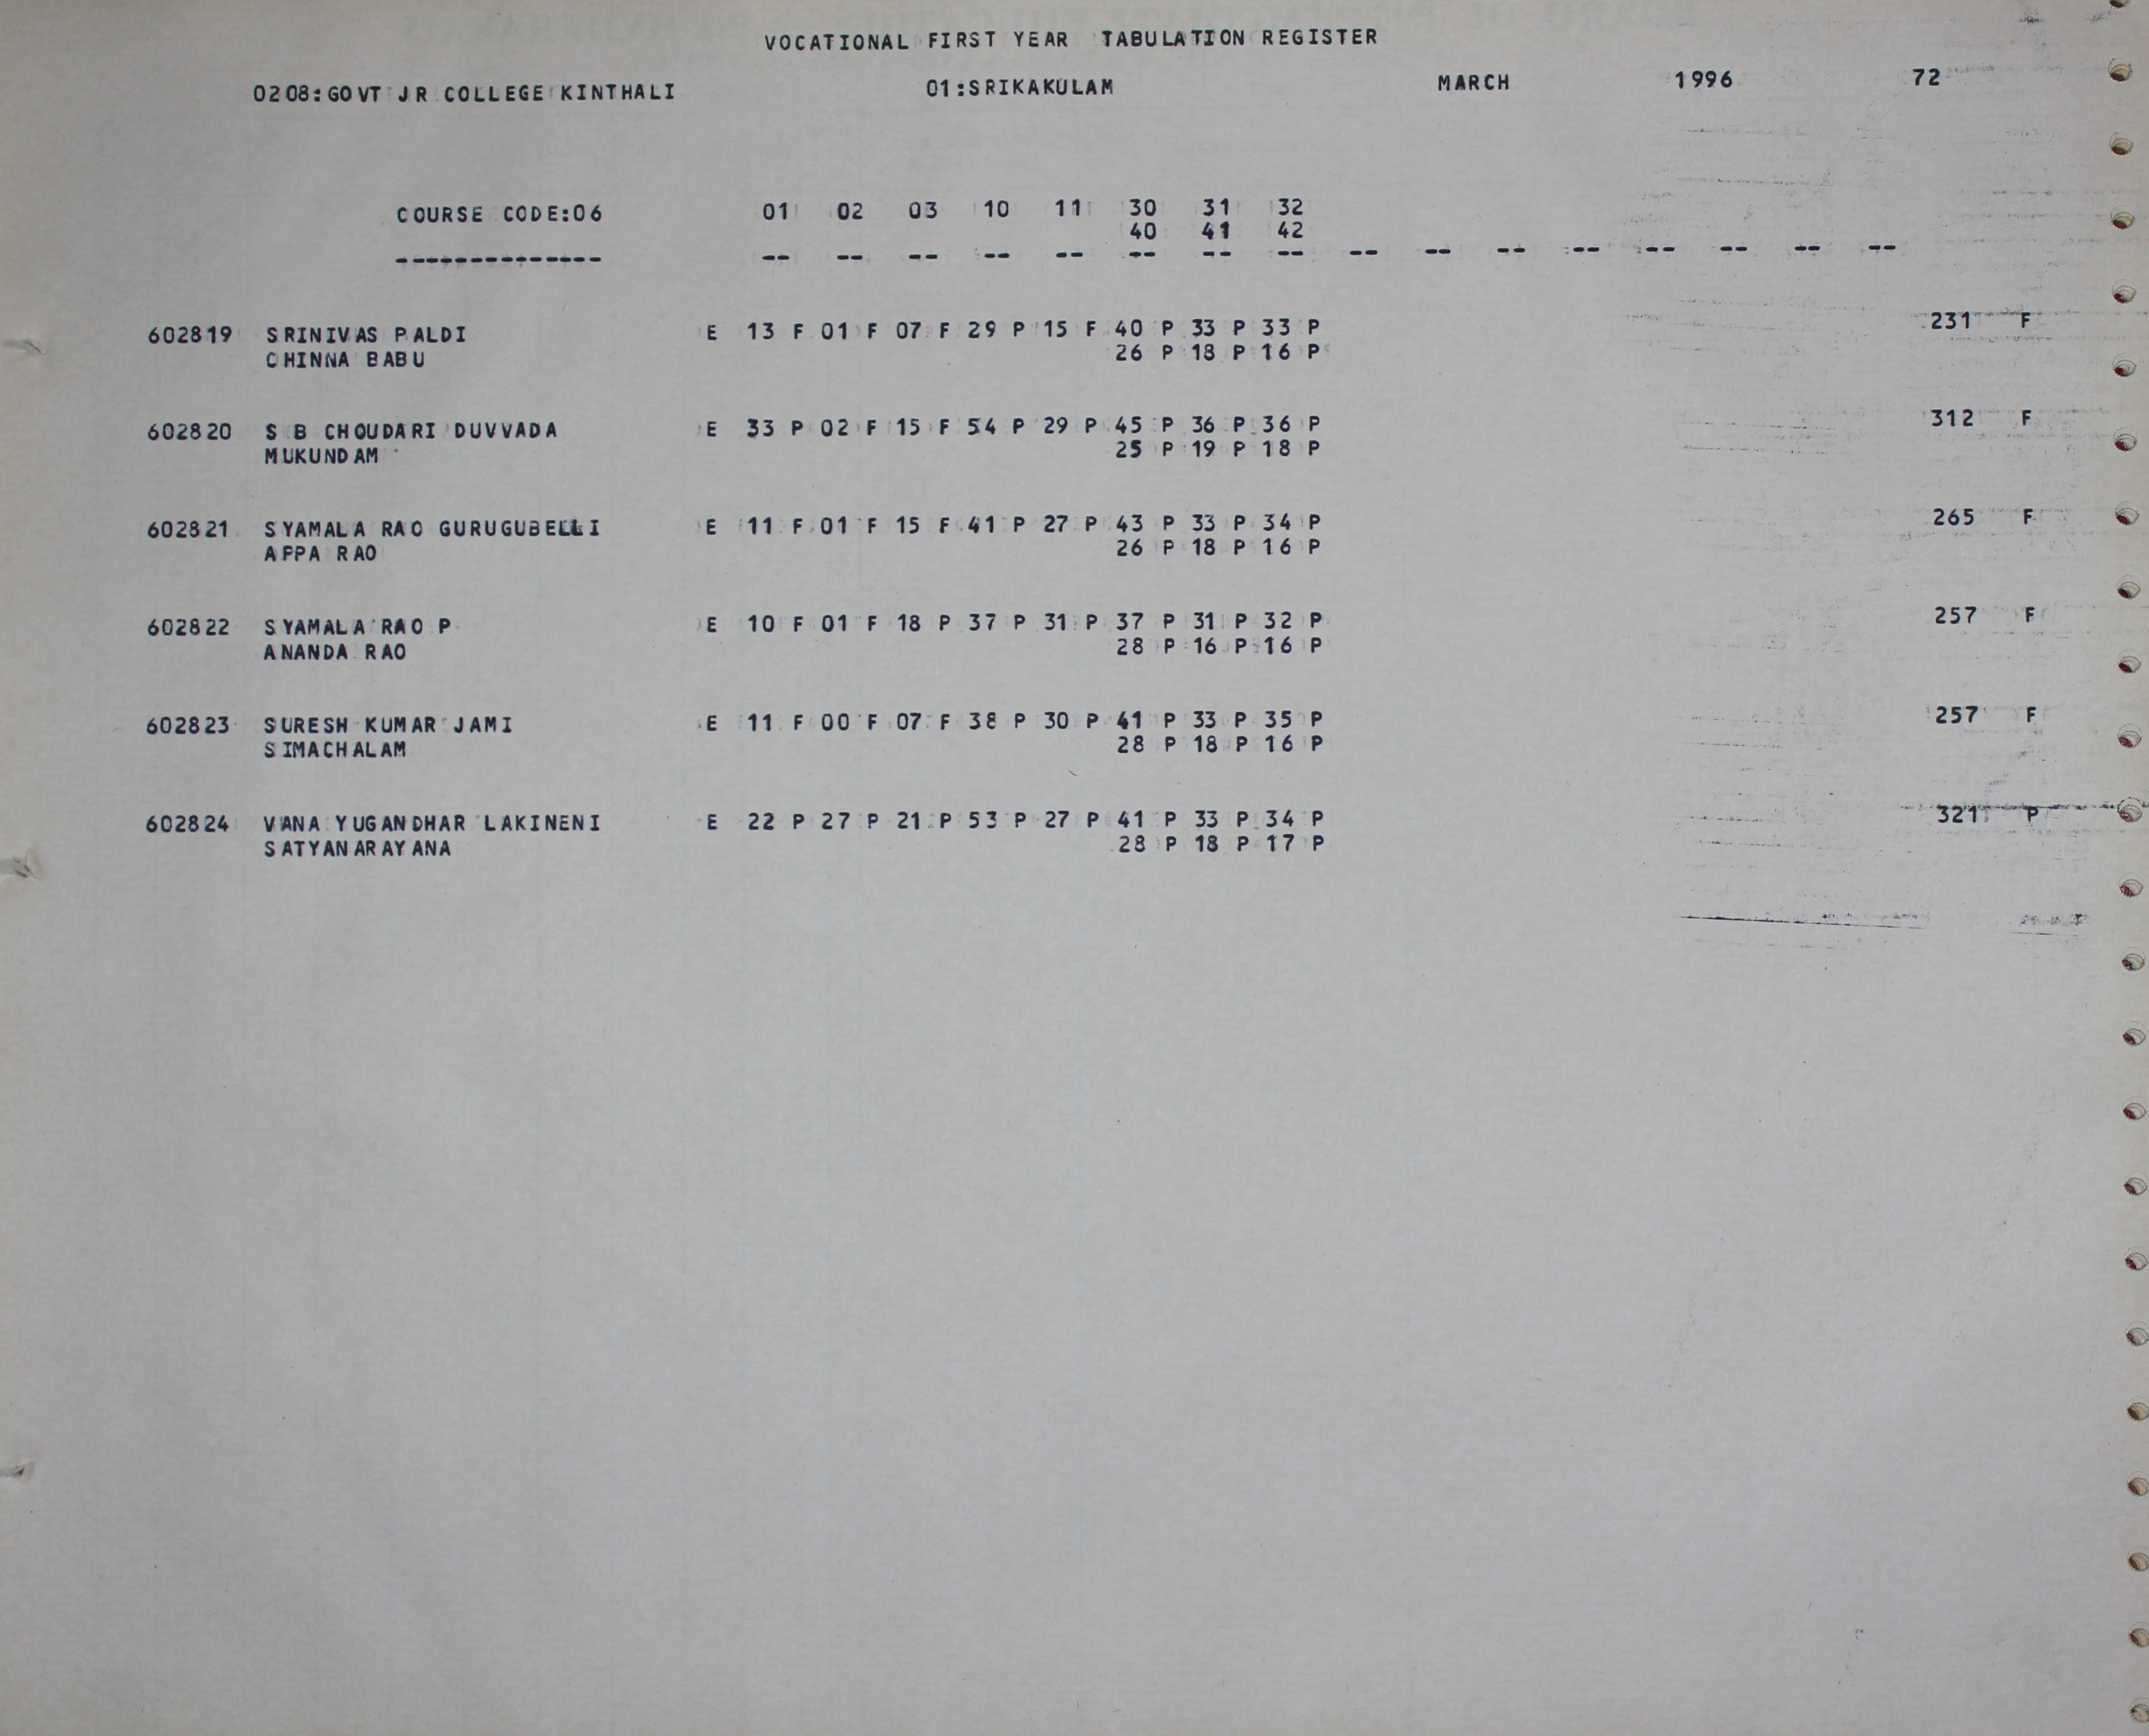 VOCATIONAL FIRST YEAR TABULATION REGISTER
0208:GOVT JR COLLEGE KINTHALI 01:SRIKAKULAM MARCH 1996 72
COURSE CODE:06 01 02 03 10 11 30 31 32
40 41 42
-------------- -- -- -- -- -- -- -- -- -- -- -- -- -- -- -- --
602819 SRINIVAS PALDI E 13 F 01 F 07 F 29 P 15 F 40 P 33 P 33 P 231 F
CHINNA BABU 26 P 18 P 16 P
602820 S B CHOUDARI DUVVADA E 33 P 02 F 15 F 54 P 29 P 45 P 36 P 36 P 312 F
MUKUNDAM 25 P 19 P 18 P
602821 SYAMALA RAO GURUGUBELLI E 11 F 01 F 15 F 41 P 27 P 43 P 33 P 34 P 265 F
APPA RAO 26 P 18 P 16 P
602822 SYAMALA RAO P E 10 F 01 F 18 P 37 P 31 P 37 P 31 P 32 P 257 F
ANANDA RAO 28 P 16 P 16 P
602823 SURESH KUMAR JAMI E 11 F 00 F 07 F 38 P 30 P 41 P 33 P 35 P 257 F
SIMACHALAM 28 P 18 P 16 P
602824 VANA YUGANDHAR LAKINENI E 22 P 27 P 21 P 53 P 27 P 41 P 33 P 34 P 321 P
SATYANARAYANA 28 P 18 P 17 P